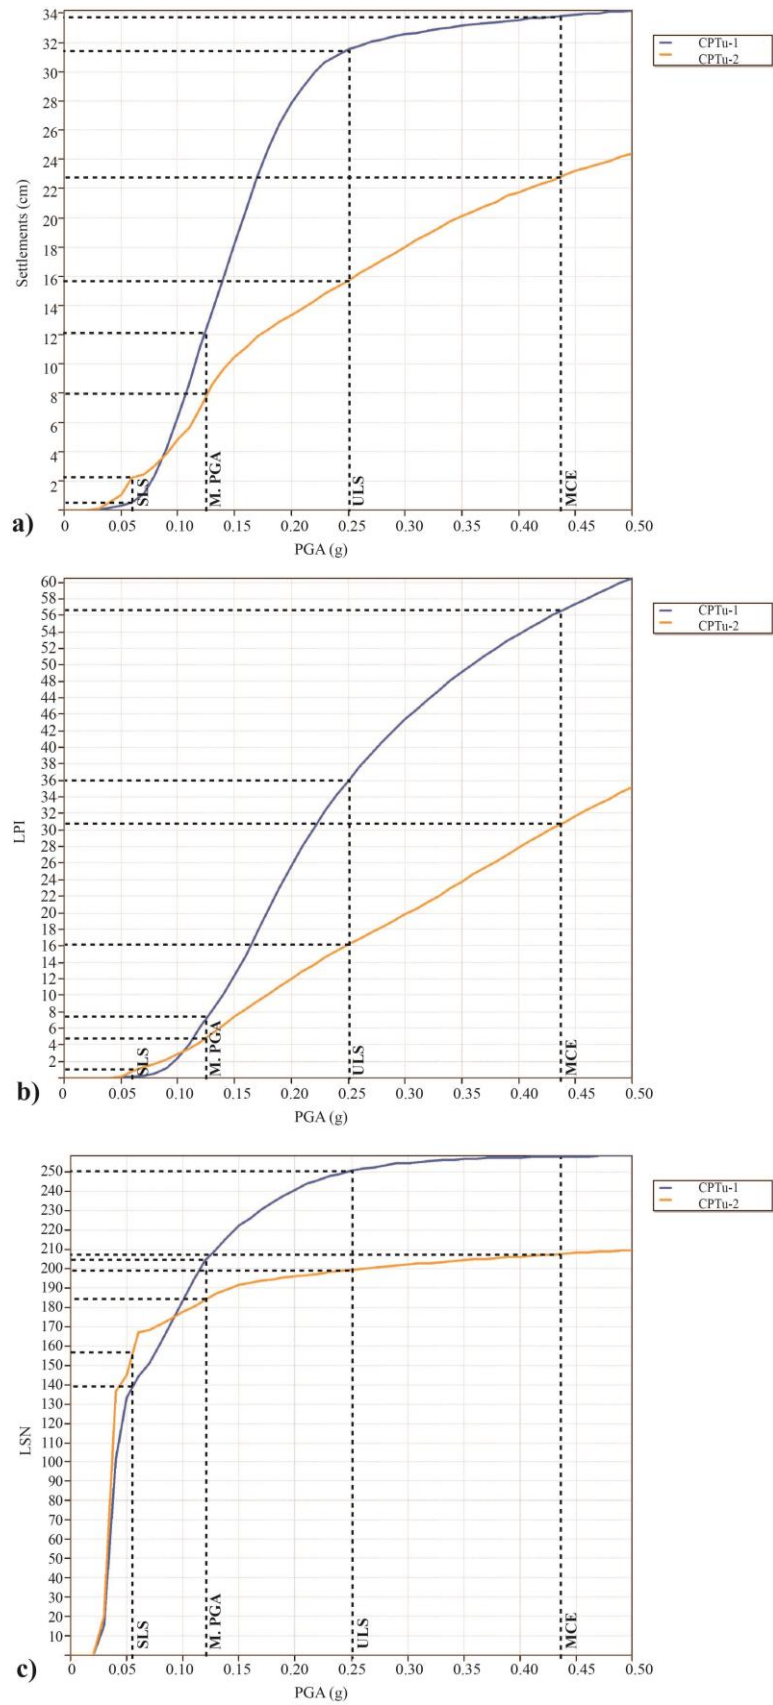 34
32
30
28
26
24
22
20
18
16
14
12
10
8
6
4
2
Settlements (cm)
CPTu-1
CPTu-2
SLS
M. PGA
ULS
MCE
a)
0 0.05 0.10 0.15 0.20 0.25 0.30 0.35 0.40 0.45 0.50
PGA (g)
60
58
56
54
52
50
48
46
44
42
40
38
36
34
32
30
28
26
24
22
20
18
16
14
12
10
8
6
4
2
LPI
CPTu-1
CPTu-2
SLS
M. PGA
ULS
MCE
b)
0 0.05 0.10 0.15 0.20 0.25 0.30 0.35 0.40 0.45 0.50
PGA (g)
250
240
230
220
210
200
190
180
170
160
150
140
130
120
110
100
90
80
70
60
50
40
30
20
10
LSN
CPTu-1
CPTu-2
SLS
M. PGA
ULS
MCE
c)
0 0.05 0.10 0.15 0.20 0.25 0.30 0.35 0.40 0.45 0.50
PGA (g)